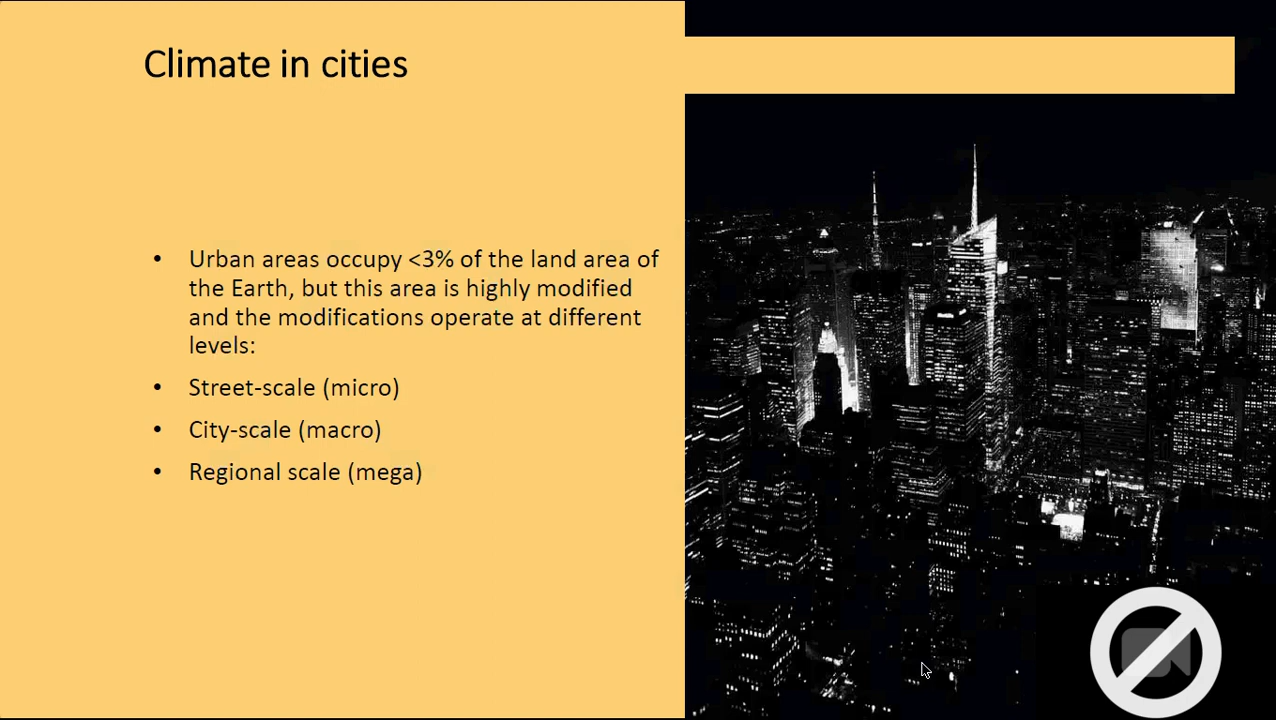 Climate in cities
• Urban areas occupy <3% of the land area of
the Earth, but this area is highly modified
and the modifications operate at different
levels:
• Street-scale (micro)
• City-scale (macro)
• Regional scale (mega)